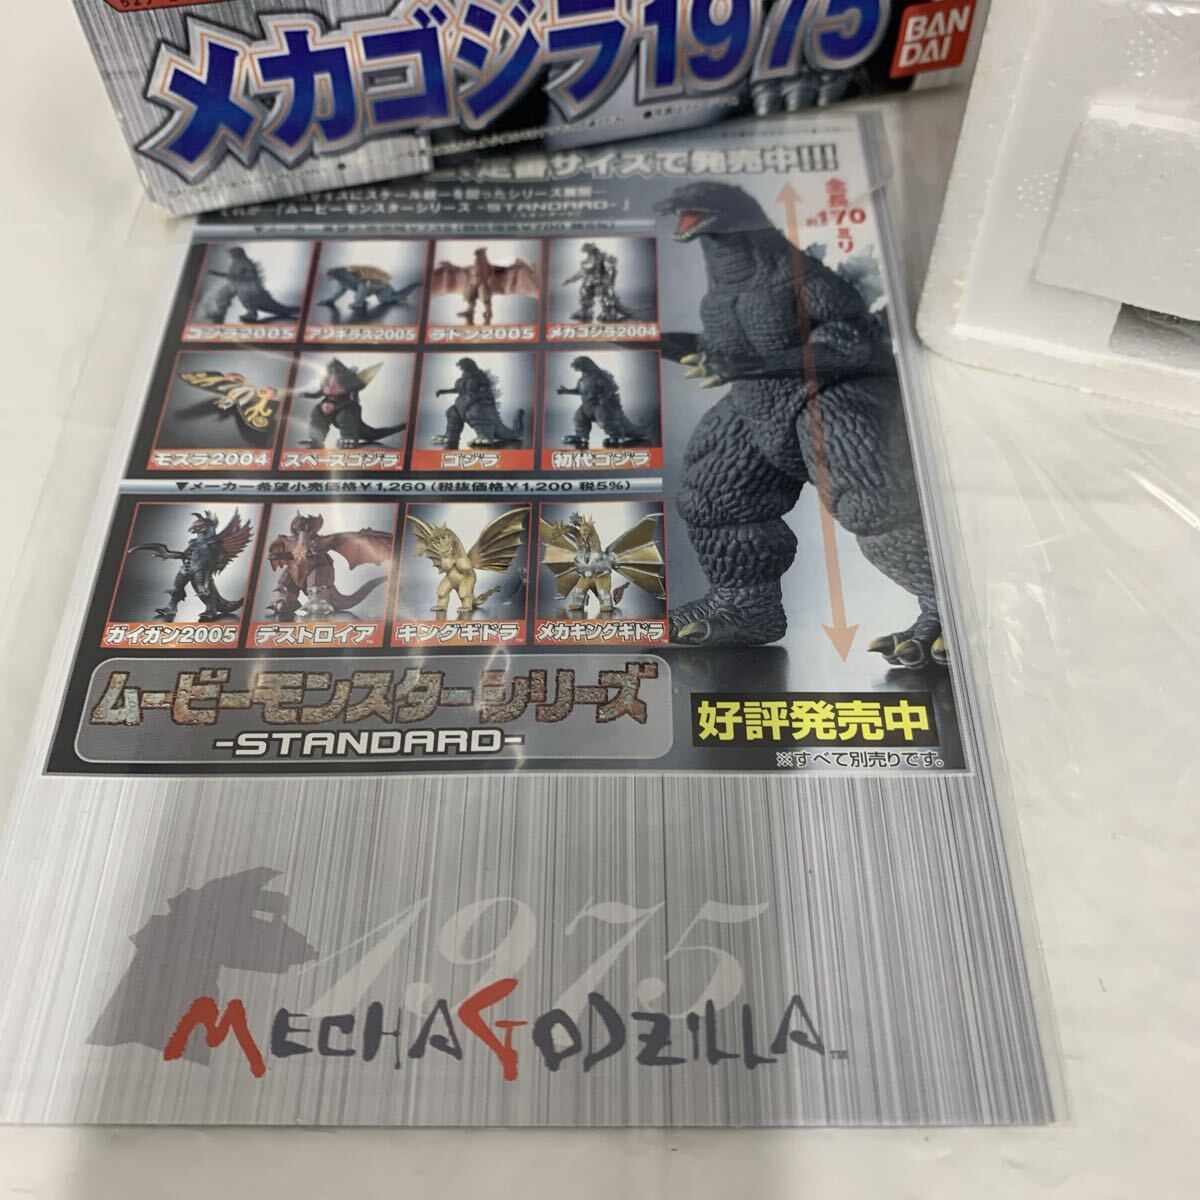 メカゴジラ1975
BAN
DAI
定番サイズで発売中!!!
「ムービーモンスターシリーズ -STANDARD-」
全長
約170ミリ
ゴジラ2005
アンギラス2005
ラドン2005
メカゴジラ2004
モスラ2004
スペースゴジラ
ゴジラ
初代ゴジラ
▼メーカー希望小売価格¥1,260(税抜価格¥1,200 税5%)
ガイガン2005
デストロイア
キングギドラ
メカキングギドラ
ムービーモンスターシリーズ
-STANDARD-
好評発売中
※すべて別売りです。
1975
MECHAGODZILLA